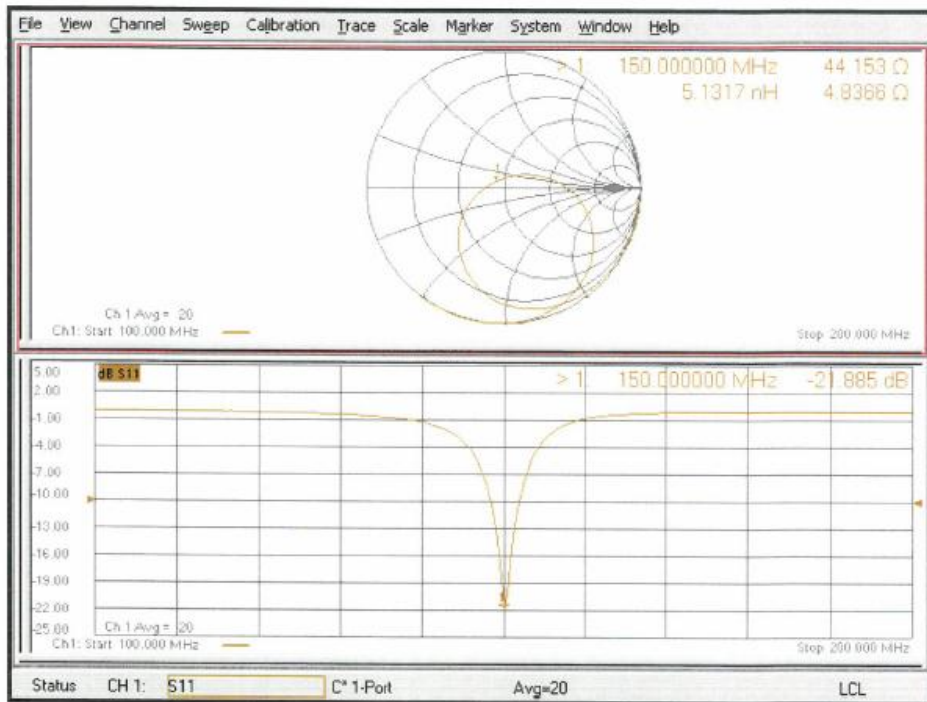 File View Channel Sweep Calibration Trace Scale Marker System Window Help
> 1 150.000000 MHz 44.153 Ω
5.1317 nH 4.8366 Ω
1
Ch 1 Avg = 20
Ch1: Start 100.000 MHz
Stop 200.000 MHz
5.00
dB S11
> 1 150.000000 MHz -21.885 dB
2.00
-1.00
-4.00
-7.00
-10.00
-13.00
-16.00
-19.00
-22.00
-25.00
Ch 1 Avg = 20
Ch1: Start 100.000 MHz
Stop 200.000 MHz
Status CH 1: S11 C* 1-Port Avg=20 LCL